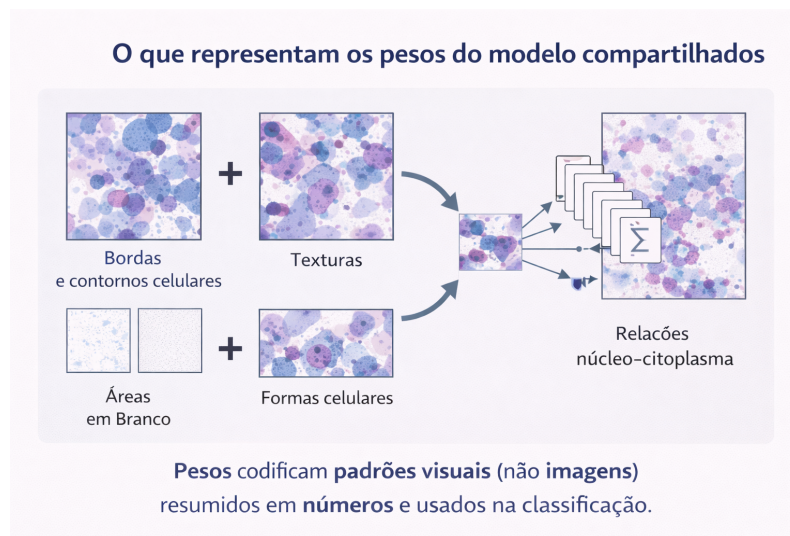 O que representam os pesos do modelo compartilhados
+
Bordas
e contornos celulares
Texturas
+
Áreas
em Branco
Formas celulares
Σ
Relacões
núcleo-citoplasma
Pesos codificam padrões visuais (não imagens)
resumidos em números e usados na classificação.